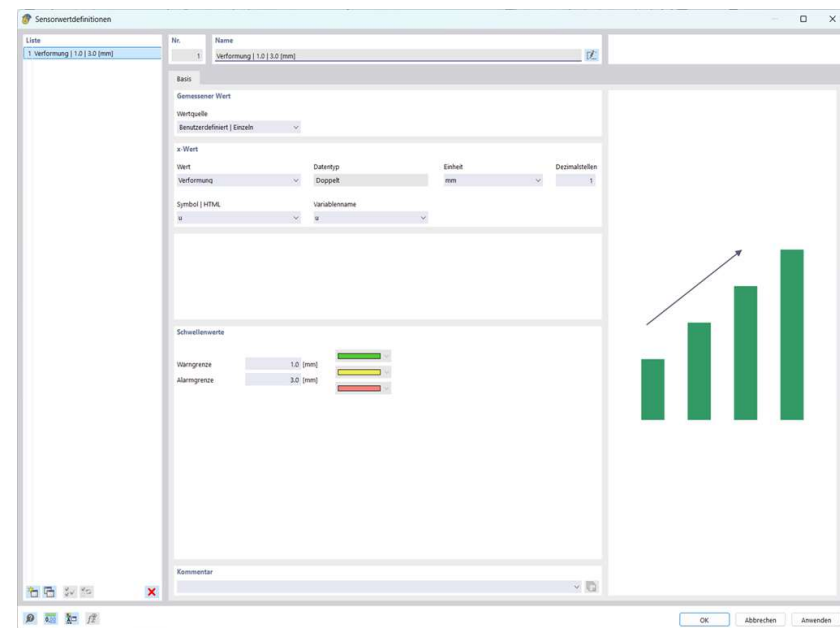 Sensorwertdefinitionen
Liste
1 Verformung | 1.0 | 3.0 [mm]
Nr.
1
Name
Verformung | 1.0 | 3.0 [mm]
Basis
Gemessener Wert
Wertquelle
Benutzerdefiniert | Einzeln
x-Wert
Wert Datentyp Einheit Dezimalstellen
Verformung Doppelt mm 1
Symbol | HTML Variablenname
u u
Schwellenwerte
Warngrenze 1.0 [mm]
Alarmgrenze 3.0 [mm]
Kommentar
OK Abbrechen Anwenden